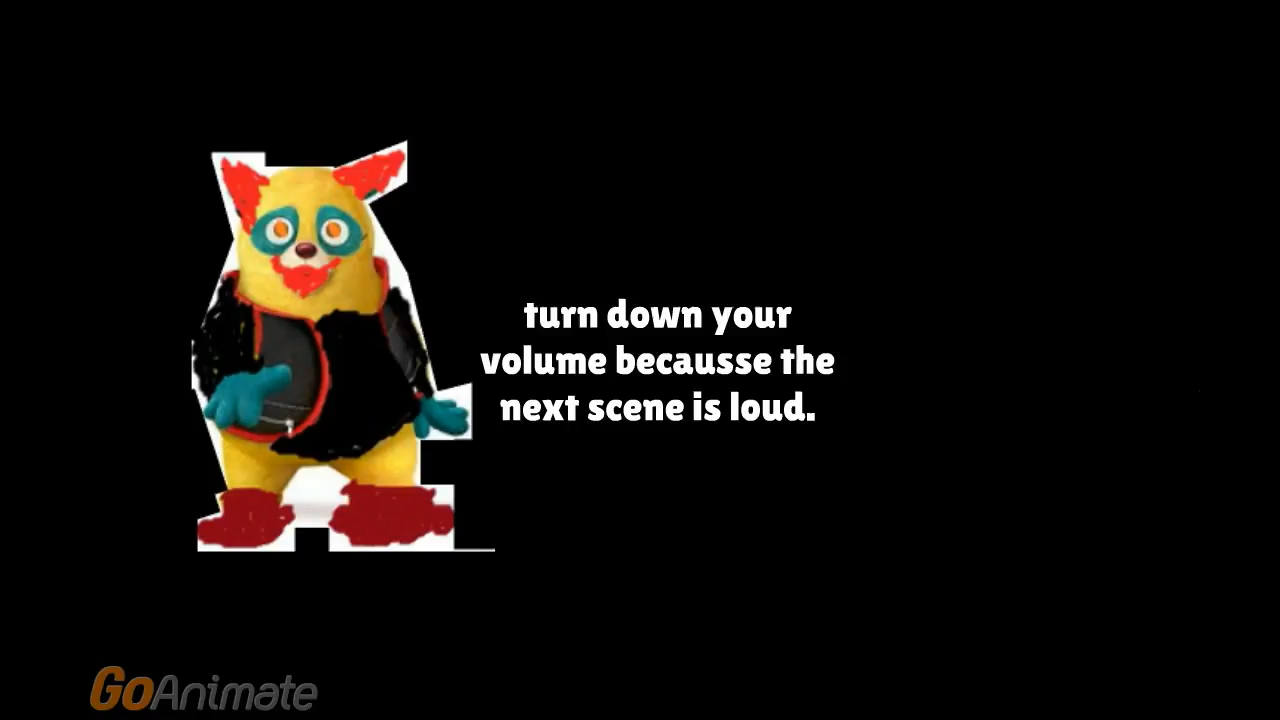 turn down your
volume becausse the
next scene is loud.
GoAnimate